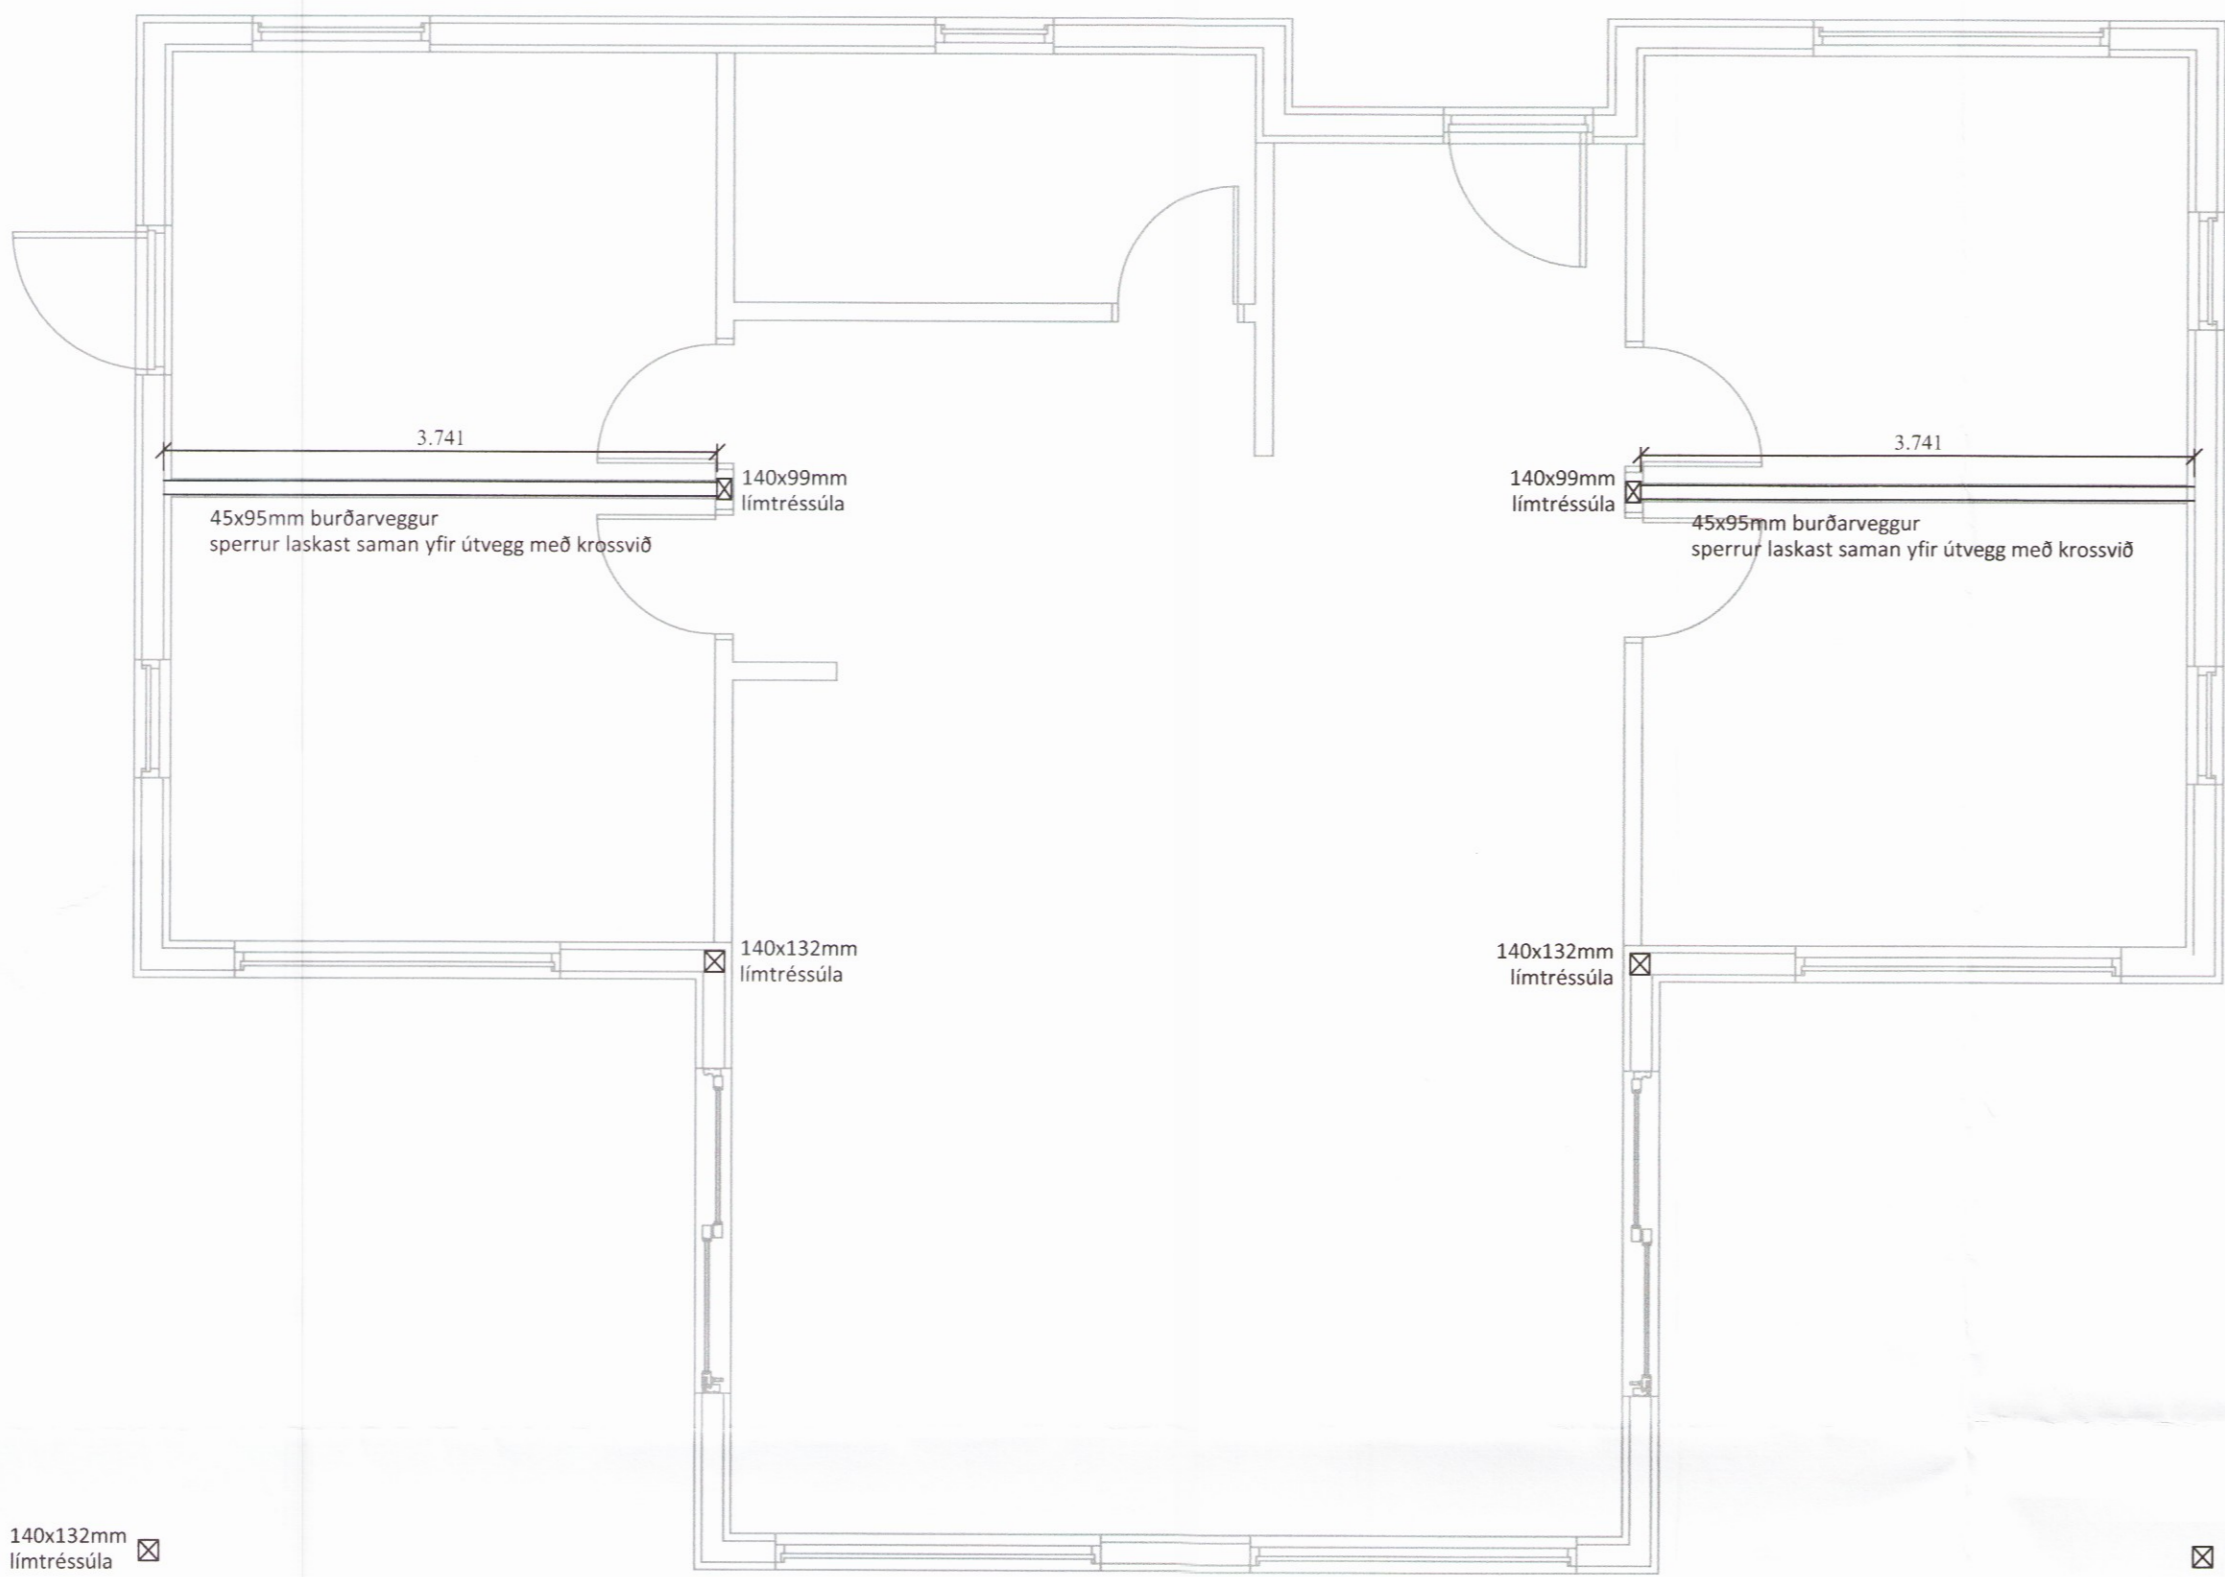 3.741
3.741
140x99mm
límtréssúla
140x99mm
límtréssúla
45x95mm burðarveggur
sperrur laskast saman yfir útvegg með krossvið
45x95mm burðarveggur
sperrur laskast saman yfir útvegg með krossvið
140x132mm
límtréssúla
140x132mm
límtréssúla
140x132mm
límtréssúla